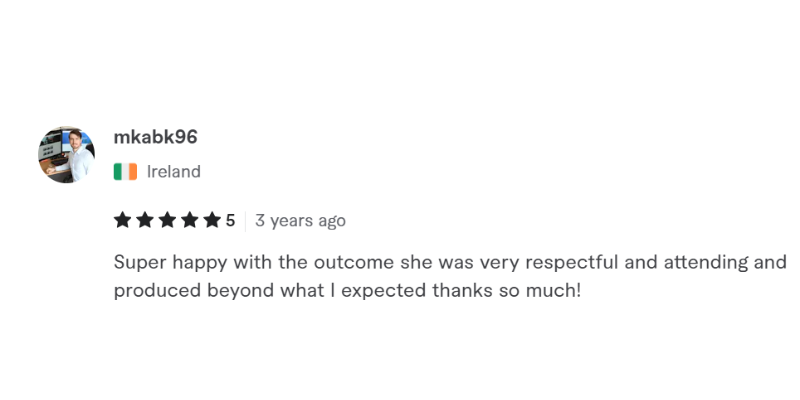 mkabk96
Ireland
5 3 years ago
Super happy with the outcome she was very respectful and attending and
produced beyond what I expected thanks so much!